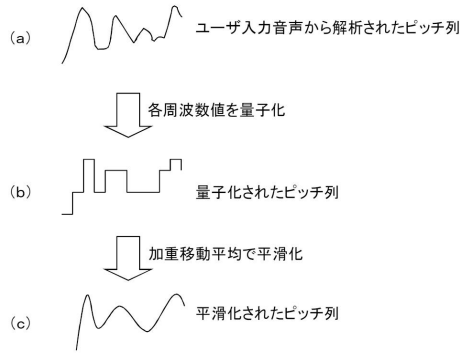 (a)
ユーザ入力音声から解析されたピッチ列
各周波数値を量子化
(b)
量子化されたピッチ列
加重移動平均で平滑化
(c)
平滑化されたピッチ列